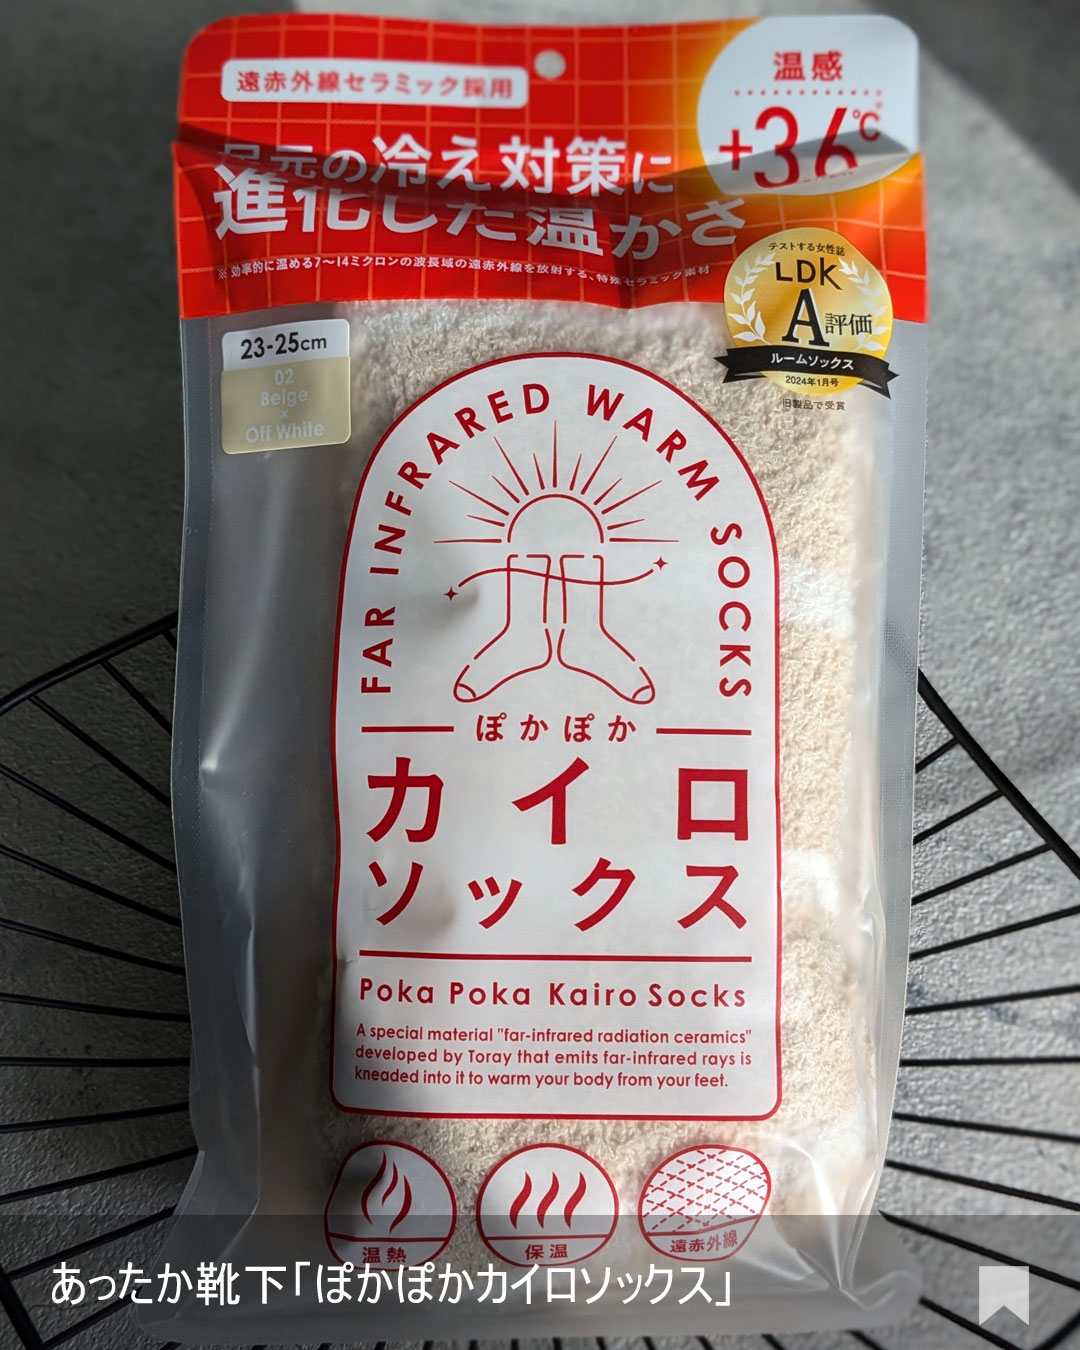 遠赤外線セラミック採用
温感
+3.6℃
足元の冷え対策に
進化した温かさ
※効率的に温める7〜14ミクロンの波長域の遠赤外線を放射する、特殊セラミック素材
テストする女性誌
LDK
A評価
ルームソックス
2024年1月号
旧製品で受賞
23-25cm
02
Beige
×
Off White
FAR INFRARED WARM SOCKS
ぽかぽか
カイロ
ソックス
Poka Poka Kairo Socks
A special material "far-infrared radiation ceramics"
developed by Toray that emits far-infrared rays is
kneaded into it to warm your body from your feet.
温熱
保温
遠赤外線
あったか靴下「ぽかぽかカイロソックス」